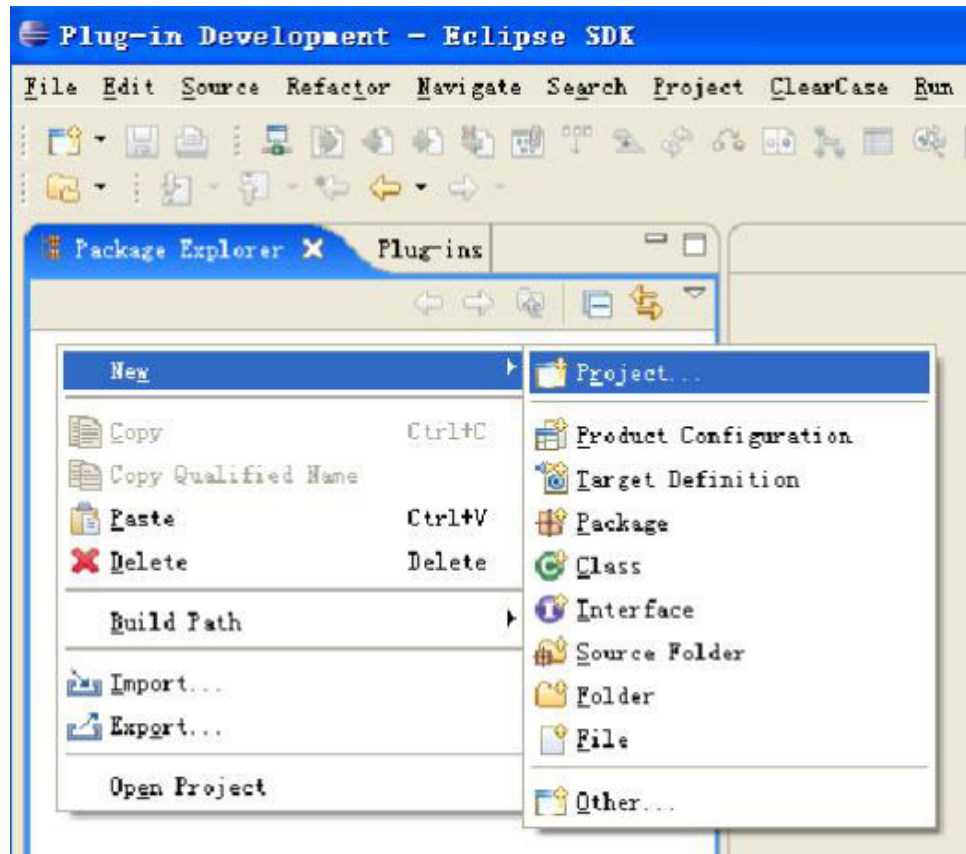 Plug-in Development - Eclipse SDK
File Edit Source Refactor Navigate Search Project ClearCase Run
Package Explorer Plug-ins
New
Copy Ctrl+C
Copy Qualified Name
Paste Ctrl+V
Delete Delete
Build Path
Import...
Export...
Open Project
Project...
Product Configuration
Target Definition
Package
Class
Interface
Source Folder
Folder
File
Other...